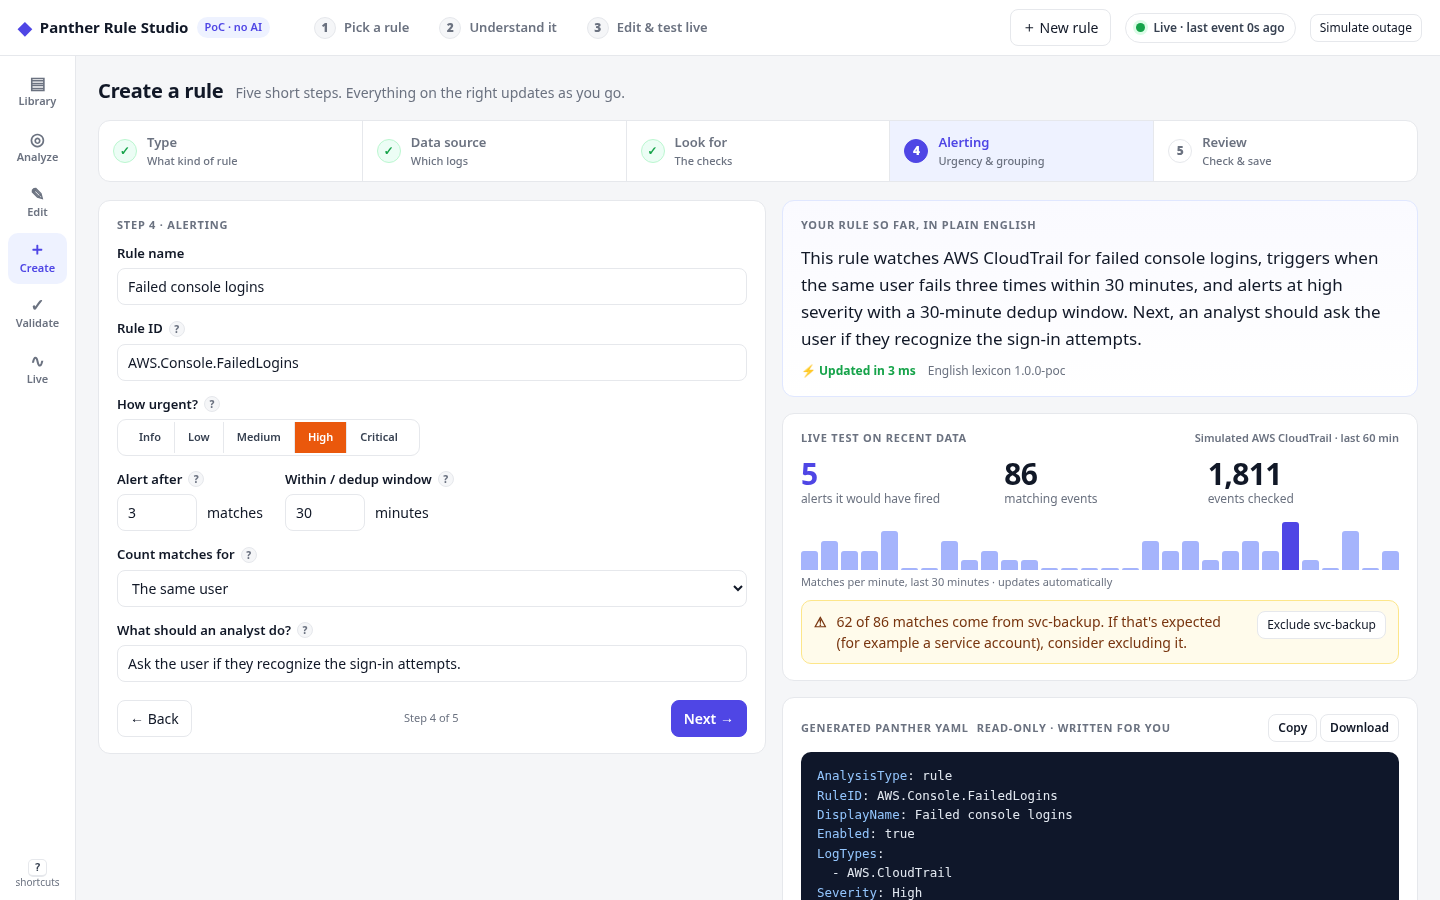 Panther Rule Studio
PoC · no AI
1 Pick a rule
2 Understand it
3 Edit & test live
+ New rule
Live · last event 0s ago
Simulate outage
Library
Analyze
Edit
Create
Validate
Live
?
shortcuts
Create a rule
Five short steps. Everything on the right updates as you go.
✓ Type
What kind of rule
✓ Data source
Which logs
✓ Look for
The checks
4 Alerting
Urgency & grouping
5 Review
Check & save
STEP 4 · ALERTING
Rule name
Failed console logins
Rule ID ?
AWS.Console.FailedLogins
How urgent? ?
Info Low Medium High Critical
Alert after ? Within / dedup window ?
3 matches 30 minutes
Count matches for ?
The same user
What should an analyst do? ?
Ask the user if they recognize the sign-in attempts.
← Back
Step 4 of 5
Next →
YOUR RULE SO FAR, IN PLAIN ENGLISH
This rule watches AWS CloudTrail for failed console logins, triggers when
the same user fails three times within 30 minutes, and alerts at high
severity with a 30-minute dedup window. Next, an analyst should ask the
user if they recognize the sign-in attempts.
⚡ Updated in 3 ms English lexicon 1.0.0-poc
LIVE TEST ON RECENT DATA
Simulated AWS CloudTrail · last 60 min
5 86 1,811
alerts it would have fired matching events events checked
Matches per minute, last 30 minutes · updates automatically
⚠ 62 of 86 matches come from svc-backup. If that's expected
(for example a service account), consider excluding it.
Exclude svc-backup
GENERATED PANTHER YAML READ-ONLY · WRITTEN FOR YOU
Copy Download
AnalysisType: rule
RuleID: AWS.Console.FailedLogins
DisplayName: Failed console logins
Enabled: true
LogTypes:
- AWS.CloudTrail
Severity: High